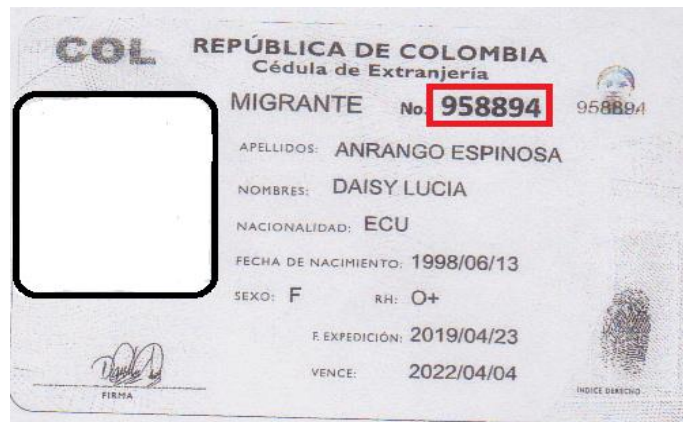 COL REPÚBLICA DE COLOMBIA
Cédula de Extranjería
MIGRANTE No. 958894 958894
APELLIDOS: ANRANGO ESPINOSA
NOMBRES: DAISY LUCIA
NACIONALIDAD: ECU
FECHA DE NACIMIENTO: 1998/06/13
SEXO: F RH: O+
F. EXPEDICIÓN: 2019/04/23
VENCE: 2022/04/04
FIRMA
INDICE DERECHO